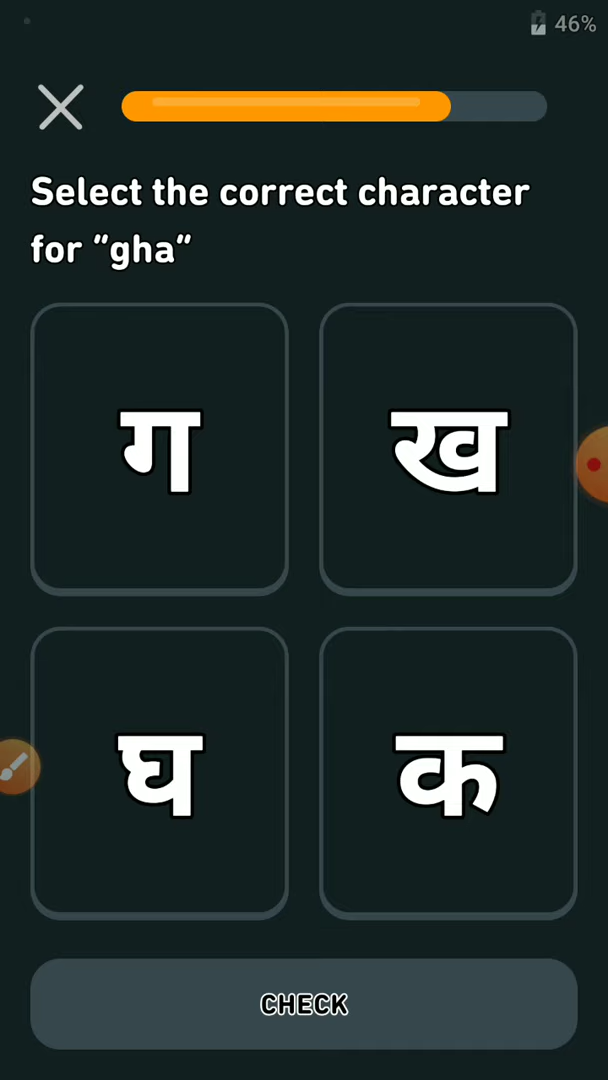 46%
Select the correct character
for "gha"
ग
ख
घ
क
CHECK